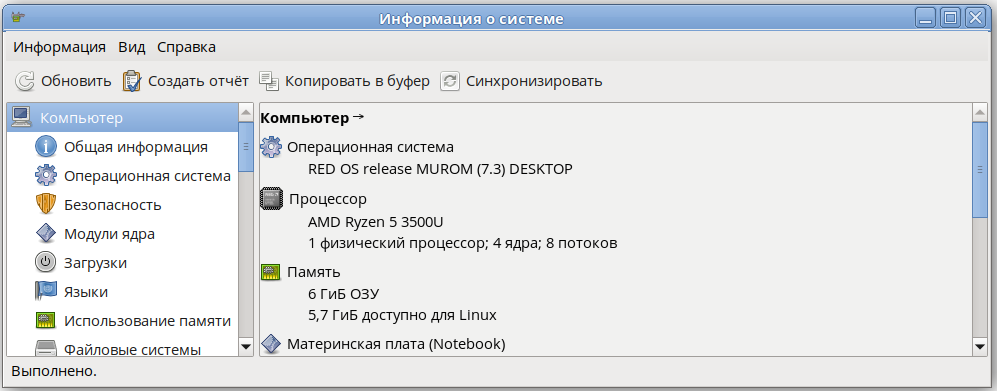 Информация о системе
Информация Вид Справка
Обновить Создать отчёт Копировать в буфер Синхронизировать
Компьютер
Общая информация
Операционная система
Безопасность
Модули ядра
Загрузки
Языки
Использование памяти
Файловые системы
Компьютер →
Операционная система
RED OS release MUROM (7.3) DESKTOP
Процессор
AMD Ryzen 5 3500U
1 физический процессор; 4 ядра; 8 потоков
Память
6 ГиБ ОЗУ
5,7 ГиБ доступно для Linux
Материнская плата (Notebook)
Выполнено.